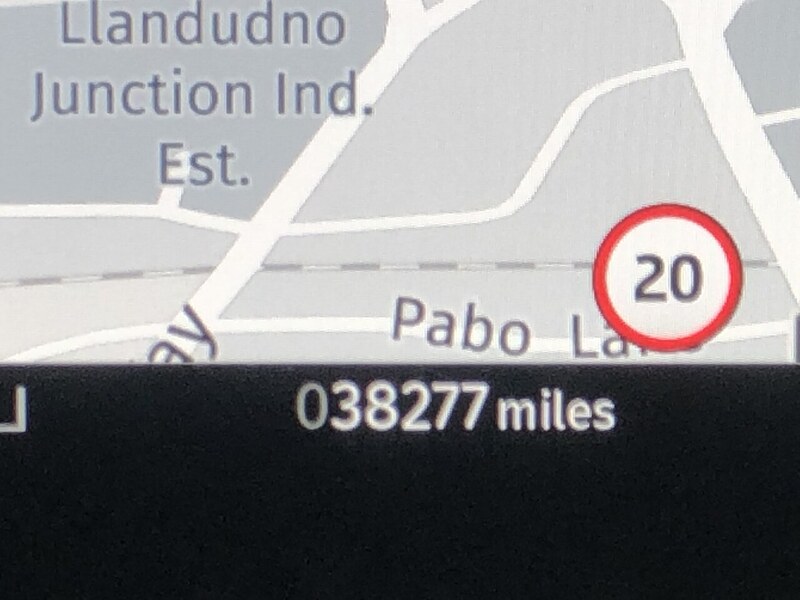 Llandudno
Junction Ind.
Est.
20
Pabo
038277 miles